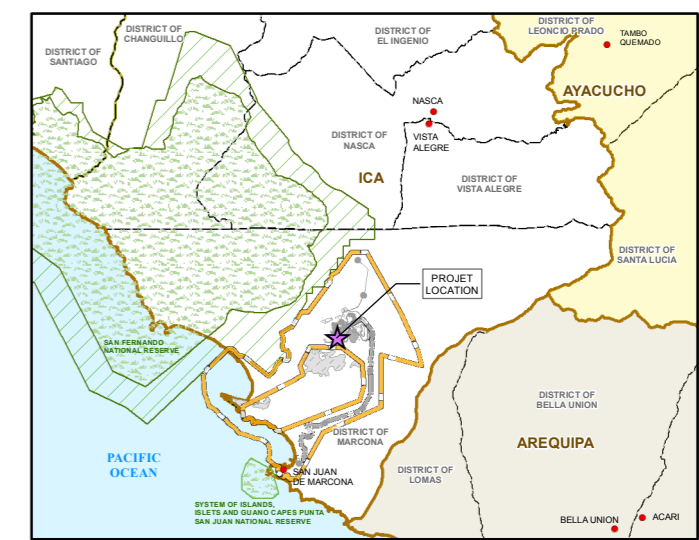 DISTRICT OF
SANTIAGO
DISTRICT OF
CHANGUILLO
DISTRICT OF
EL INGENIO
DISTRICT OF
LEONCIO PRADO
TAMBO
QUEMADO
AYACUCHO
NASCA
VISTA
ALEGRE
DISTRICT OF
NASCA
ICA
DISTRICT OF
VISTA ALEGRE
DISTRICT OF
SANTA LUCIA
PROJET
LOCATION
SAN FERNANDO
NATIONAL RESERVE
DISTRICT OF
BELLA UNION
DISTRICT OF
MARCONA
AREQUIPA
PACIFIC
OCEAN
SAN JUAN
DE MARCONA
DISTRICT OF
LOMAS
SYSTEM OF ISLANDS,
ISLETS AND GUANO CAPES PUNTA
SAN JUAN NATIONAL RESERVE
BELLA UNION
ACARI